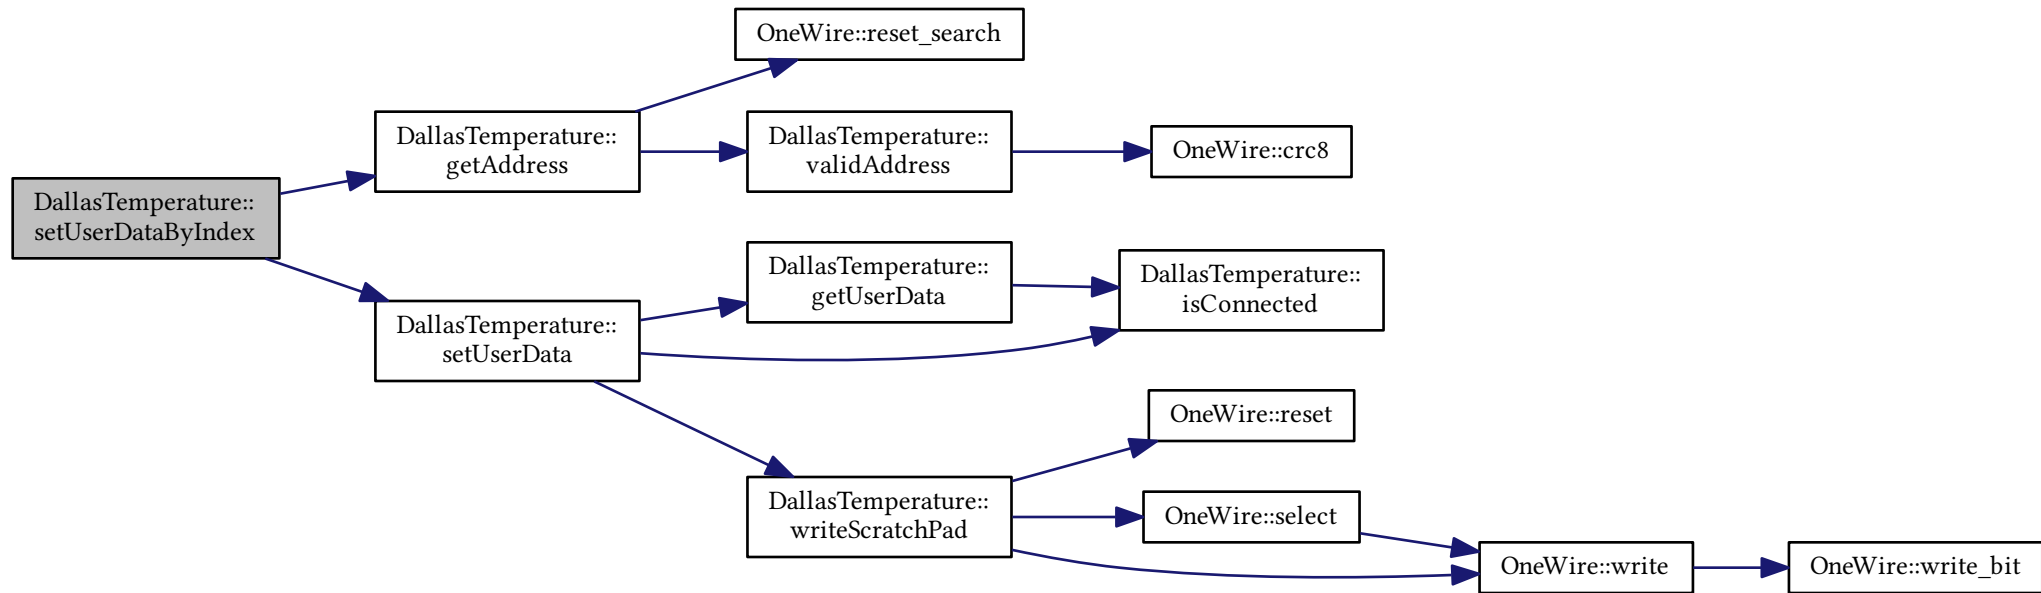 OneWire::reset_search
DallasTemperature::
getAddress
DallasTemperature::
validAddress
OneWire::crc8
DallasTemperature::
setUserDataByIndex
DallasTemperature::
getUserData
DallasTemperature::
isConnected
DallasTemperature::
setUserData
OneWire::reset
DallasTemperature::
writeScratchPad
OneWire::select
OneWire::write
OneWire::write_bit